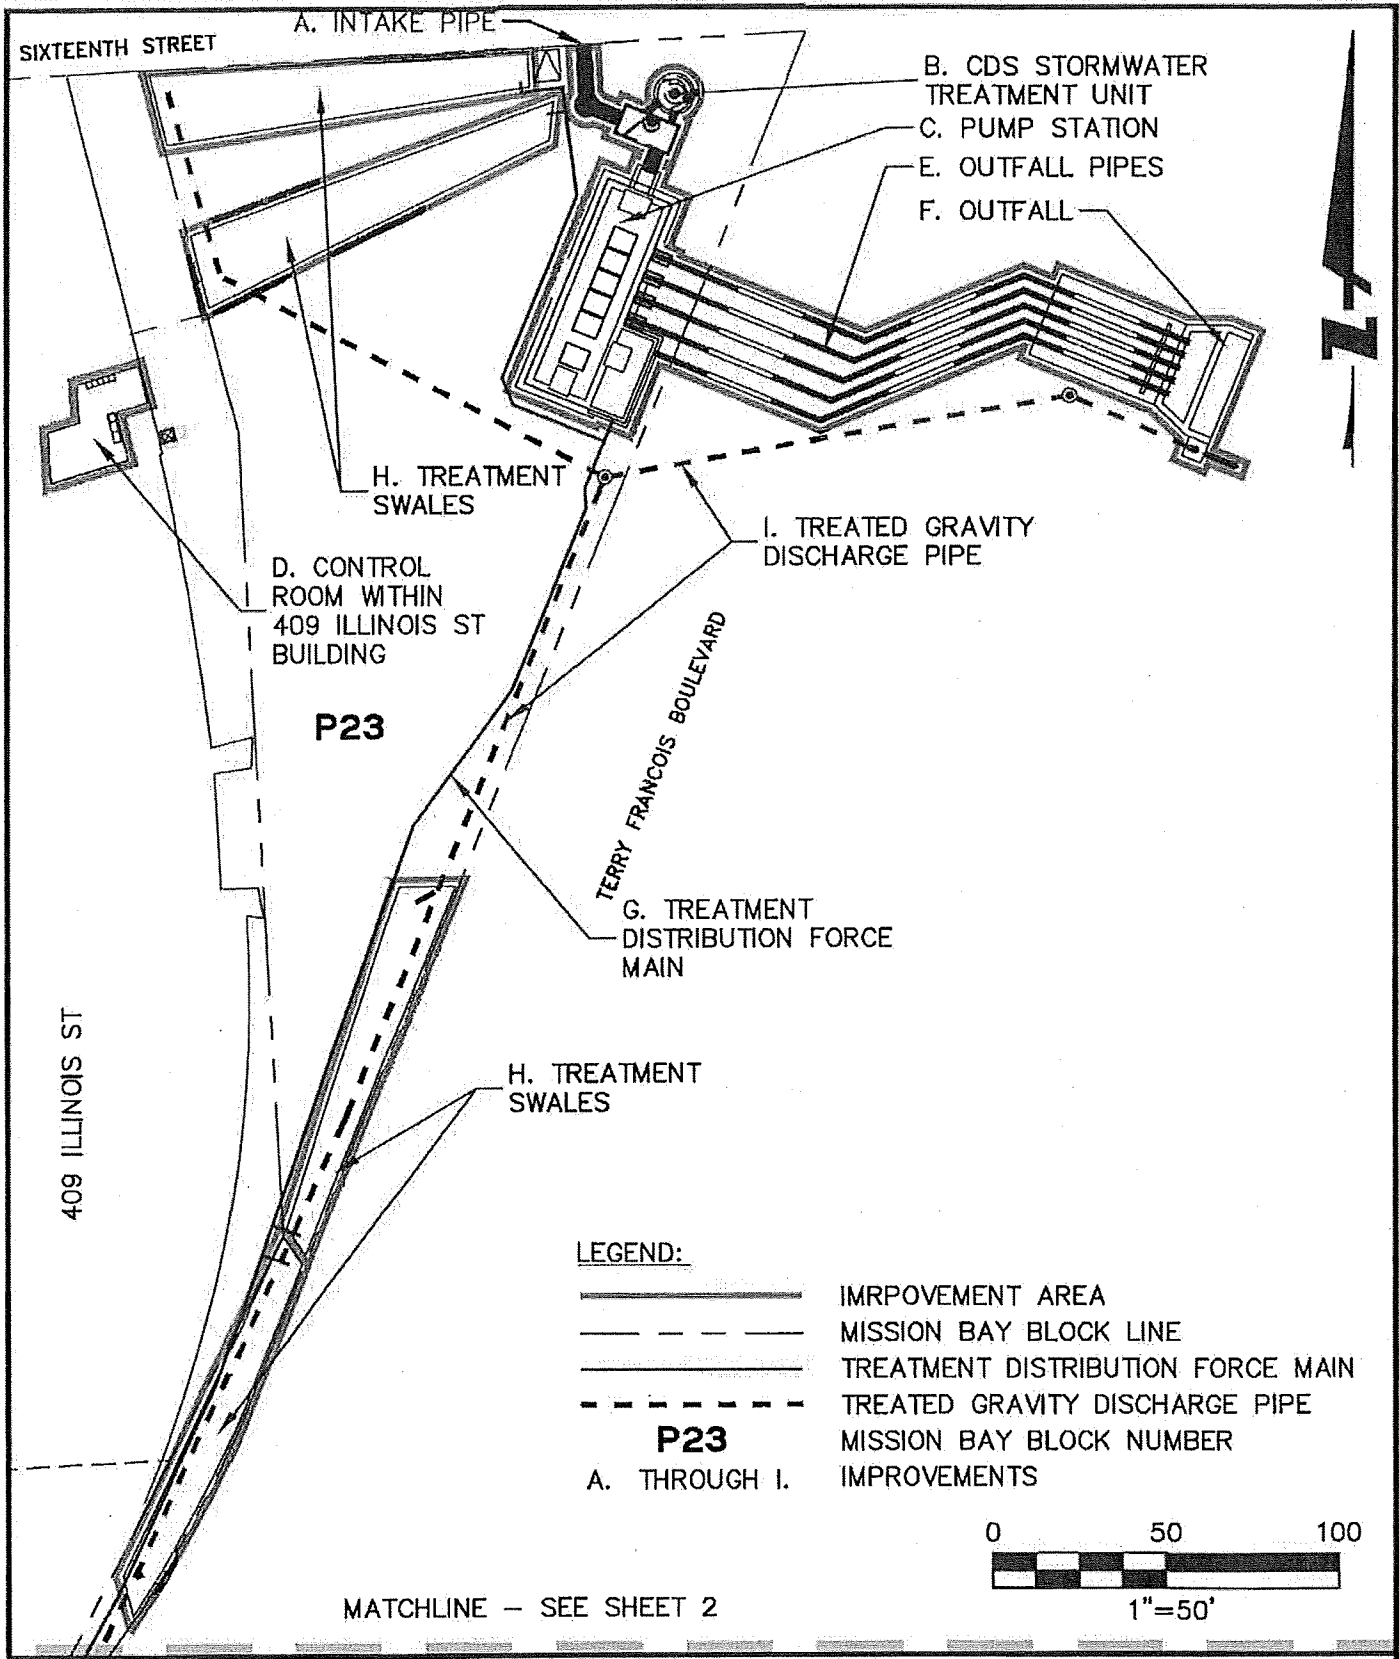 A. INTAKE PIPE
SIXTEENTH STREET
B. CDS STORMWATER
TREATMENT UNIT
C. PUMP STATION
E. OUTFALL PIPES
F. OUTFALL
Z
H. TREATMENT
SWALES
I. TREATED GRAVITY
DISCHARGE PIPE
D. CONTROL
ROOM WITHIN
409 ILLINOIS ST
BUILDING
P23
TERRY FRANCOIS BOULEVARD
G. TREATMENT
DISTRIBUTION FORCE
MAIN
409 ILLINOIS ST
H. TREATMENT
SWALES
LEGEND:
IMRPOVEMENT AREA
MISSION BAY BLOCK LINE
TREATMENT DISTRIBUTION FORCE MAIN
TREATED GRAVITY DISCHARGE PIPE
P23 MISSION BAY BLOCK NUMBER
A. THROUGH I. IMPROVEMENTS
0 50 100
1"=50'
MATCHLINE – SEE SHEET 2